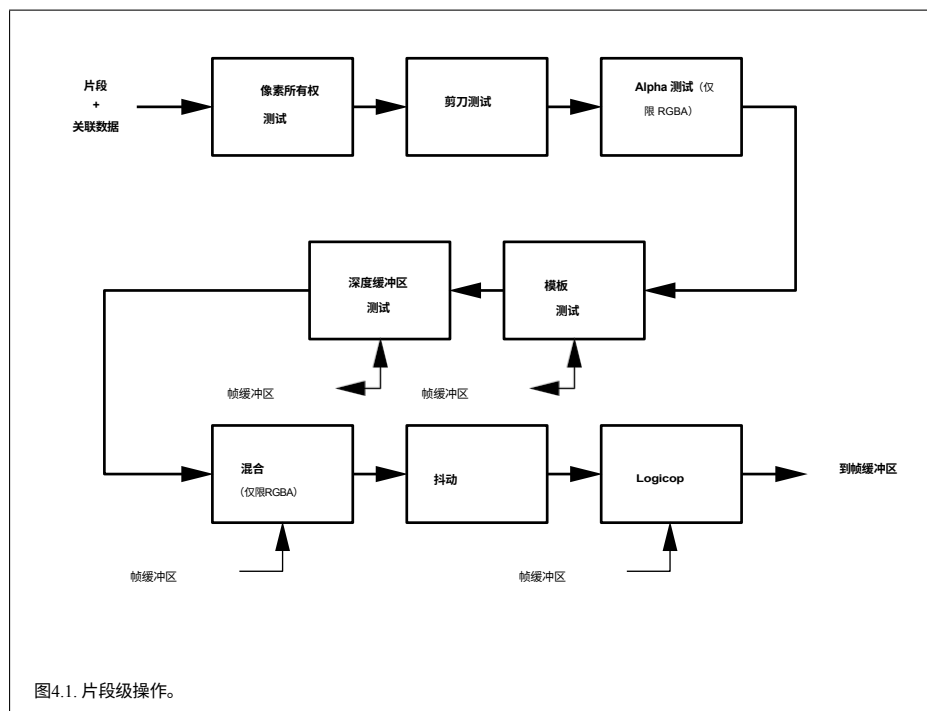 片段
+
关联数据
像素所有权
测试
剪刀测试
Alpha 测试（仅
限 RGBA）
深度缓冲区
测试
模板
测试
帧缓冲区
帧缓冲区
混合
（仅限RGBA）
抖动
Logicop
到帧缓冲区
帧缓冲区
帧缓冲区
图4.1. 片段级操作。